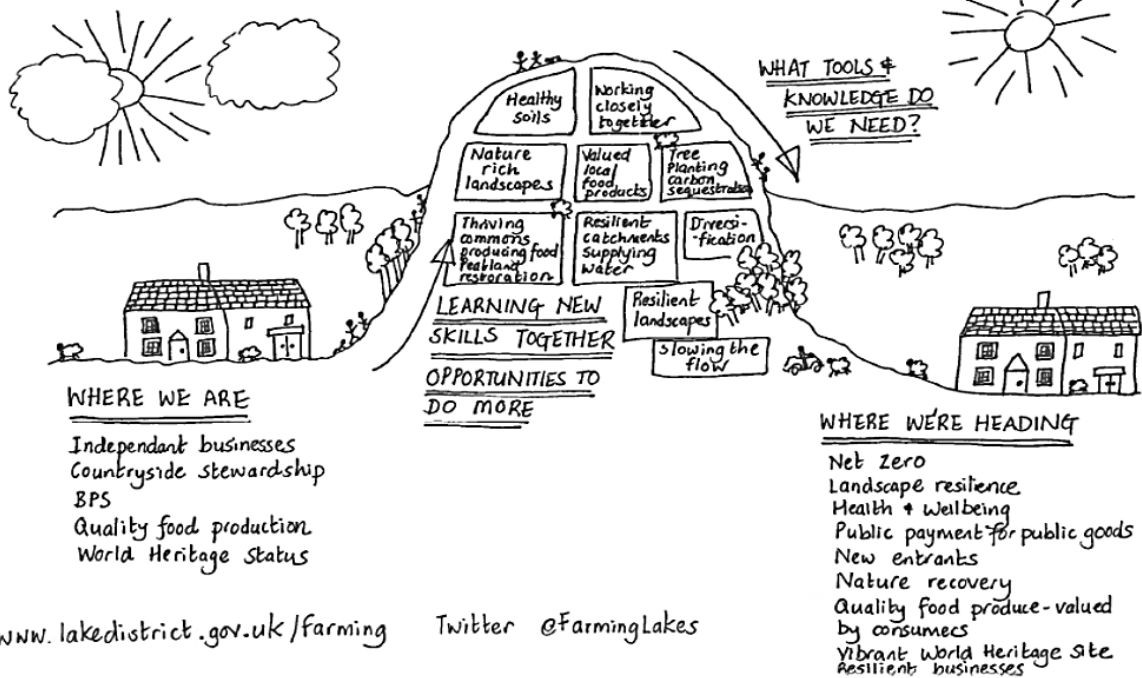 WHAT TOOLS &
KNOWLEDGE DO
WE NEED?
Healthy
soils
Working
closely
together
Nature
rich
landscapes
Valued
local
food
products
Tree
Planting
carbon
sequestration
Thriving
commons
producing food
Peatland
restoration
Resilient
Catchments
Supplying
water
Diversi-
-fication
Resilient
landscapes
Slowing the
flow
LEARNING NEW
SKILLS TOGETHER
OPPORTUNITIES TO
DO MORE
WHERE WE ARE
Independant businesses
Countryside stewardship
BPS
Quality food production
World Heritage Status
WHERE WE'RE HEADING
Net Zero
Landscape resilience
Health & Wellbeing
Public payment for public goods
New entrants
Nature recovery
Quality food produce-valued
by consumers
Vibrant World Heritage Site
Resilient businesses
www.lakedistrict.gov.uk/farming Twitter @FarmingLakes